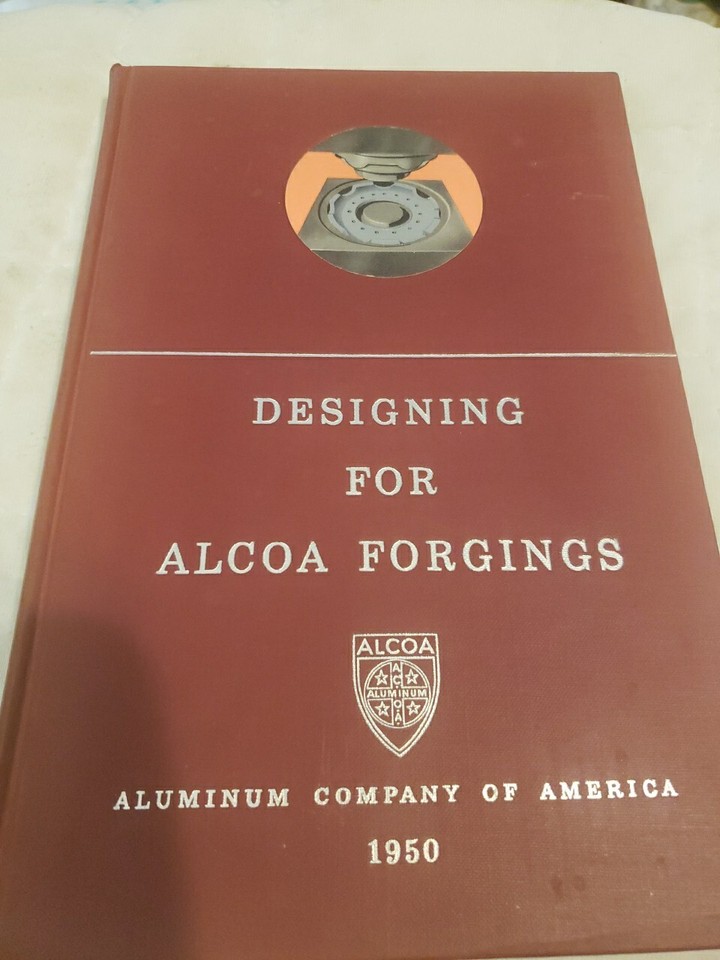 DESIGNING
FOR
ALCOA FORGINGS
ALCOA
A.C.O.A.
ALUMINUM
ALUMINUM COMPANY OF AMERICA
1950